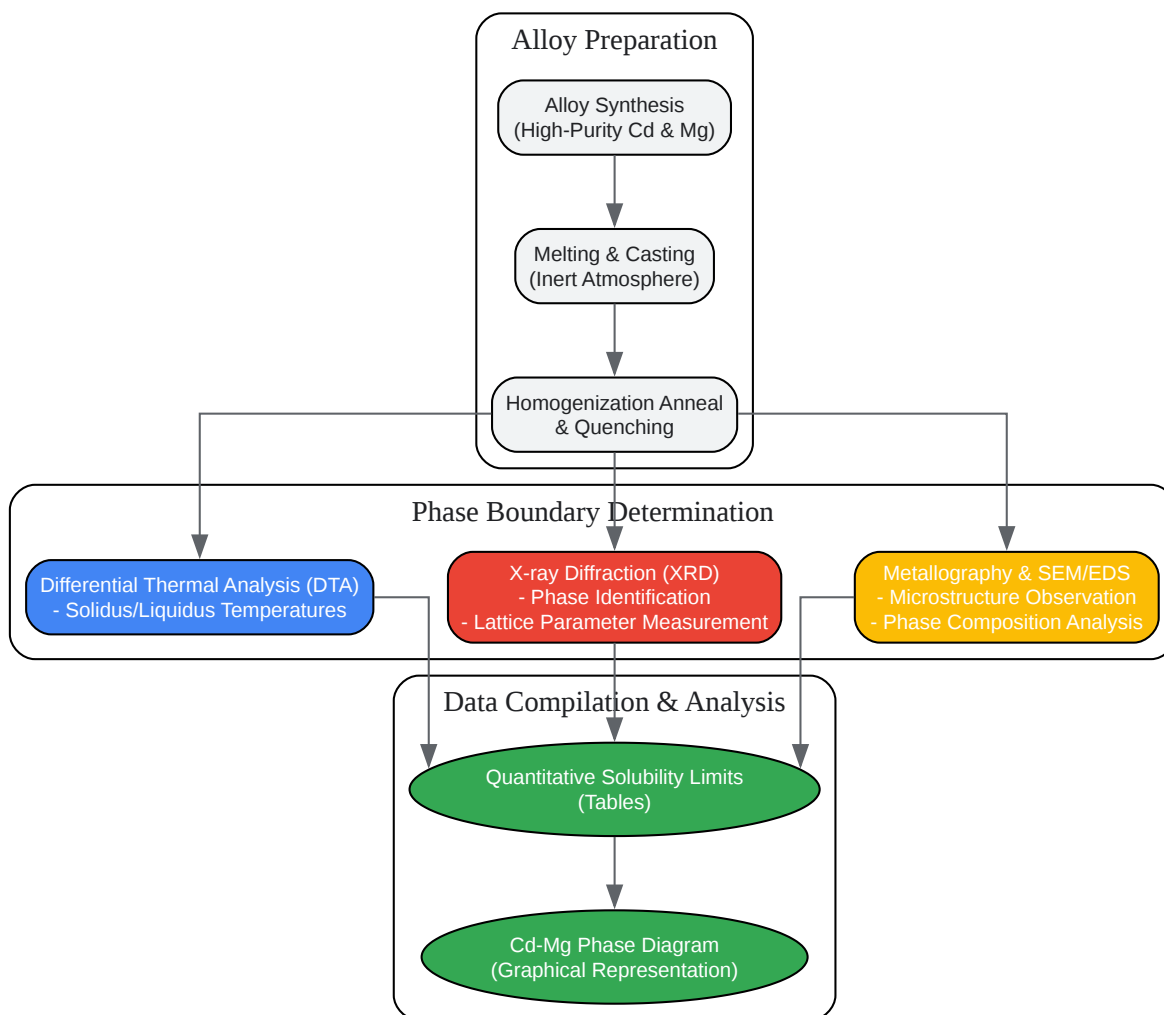 Alloy Preparation
Alloy Synthesis
(High-Purity Cd & Mg)
Melting & Casting
(Inert Atmosphere)
Homogenization Anneal
& Quenching
Phase Boundary Determination
Differential Thermal Analysis (DTA)
- Solidus/Liquidus Temperatures
X-ray Diffraction (XRD)
- Phase Identification
- Lattice Parameter Measurement
Metallography & SEM/EDS
- Microstructure Observation
- Phase Composition Analysis
Data Compilation & Analysis
Quantitative Solubility Limits
(Tables)
Cd-Mg Phase Diagram
(Graphical Representation)